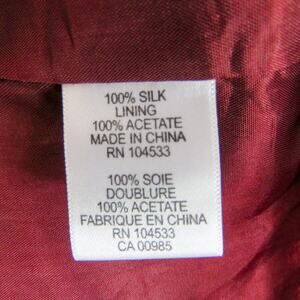 100% SILK
LINING
100% ACETATE
MADE IN CHINA
RN 104533
100% SOIE
DOUBLURE
100% ACETATE
FABRIQUE EN CHINA
RN 104533
CA 00985